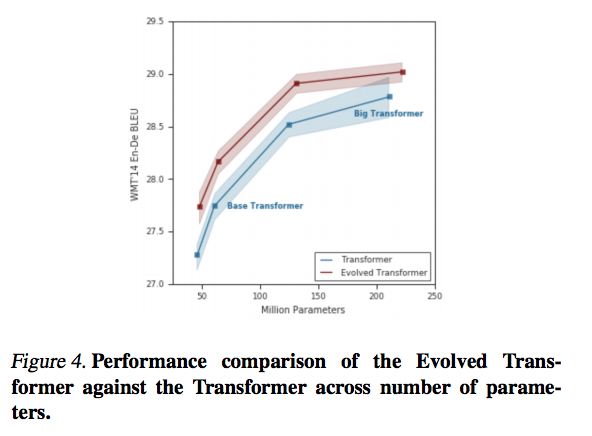 29.5
29.0
28.5
28.0
27.5
27.0
WMT'14 En-De BLEU
Big Transformer
Base Transformer
Transformer
Evolved Transformer
50 100 150 200 250
Million Parameters
Figure 4. Performance comparison of the Evolved Trans-
former against the Transformer across number of parame-
ters.